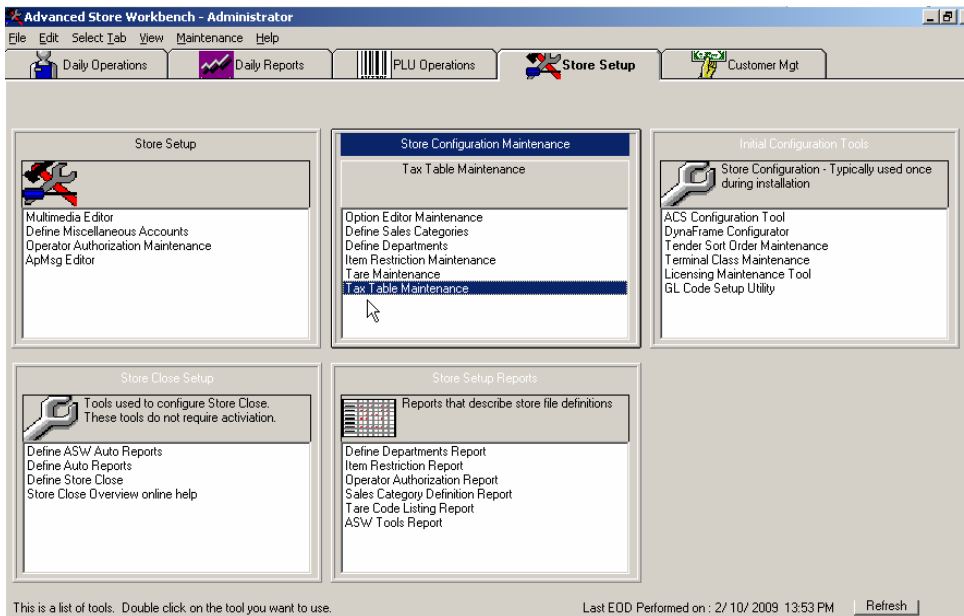 Advanced Store Workbench - Administrator
File Edit Select Tab View Maintenance Help
Daily Operations
Daily Reports
PLU Operations
Store Setup
Customer Mgt
Store Setup
Multimedia Editor
Define Miscellaneous Accounts
Operator Authorization Maintenance
ApMsg Editor
Store Configuration Maintenance
Tax Table Maintenance
Option Editor Maintenance
Define Sales Categories
Define Departments
Item Restriction Maintenance
Tare Maintenance
Tax Table Maintenance
Initial Configuration Tools
Store Configuration - Typically used once
during installation
ACS Configuration Tool
DynaFrame Configurator
Tender Sort Order Maintenance
Terminal Class Maintenance
Licensing Maintenance Tool
GL Code Setup Utility
Store Close Setup
Tools used to configure Store Close.
These tools do not require activiation.
Define ASW Auto Reports
Define Auto Reports
Define Store Close
Store Close Overview online help
Store Setup Reports
Reports that describe store file definitions
Define Departments Report
Item Restriction Report
Operator Authorization Report
Sales Category Definition Report
Tare Code Listing Report
ASW Tools Report
This is a list of tools. Double click on the tool you want to use.
Last EOD Performed on : 2/ 10/ 2009 13:53 PM
Refresh